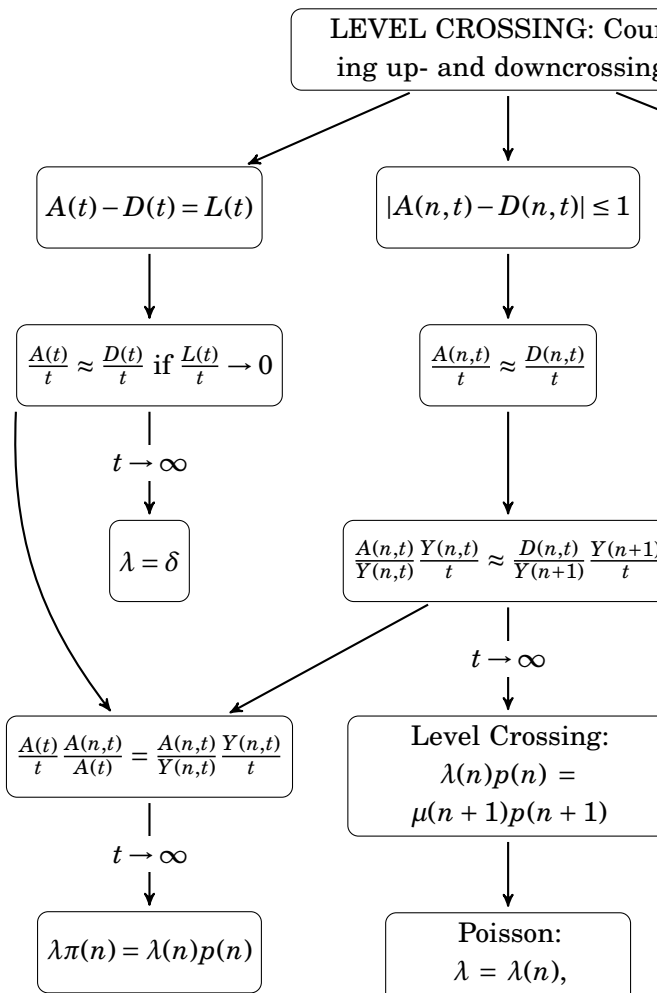 LEVEL CROSSING: Coun
ing up- and downcrossing
A(t) − D(t) = L(t)
|A(n,t) − D(n,t)| ≤ 1
A(t)/t ≈ D(t)/t if L(t)/t → 0
A(n,t)/t ≈ D(n,t)/t
t → ∞
λ = δ
A(n,t)/Y(n,t) Y(n,t)/t ≈ D(n,t)/Y(n+1) Y(n+1)/t
t → ∞
A(t)/t A(n,t)/A(t) = A(n,t)/Y(n,t) Y(n,t)/t
Level Crossing:
λ(n)p(n) =
μ(n + 1)p(n + 1)
t → ∞
λπ(n) = λ(n)p(n)
Poisson:
λ = λ(n),